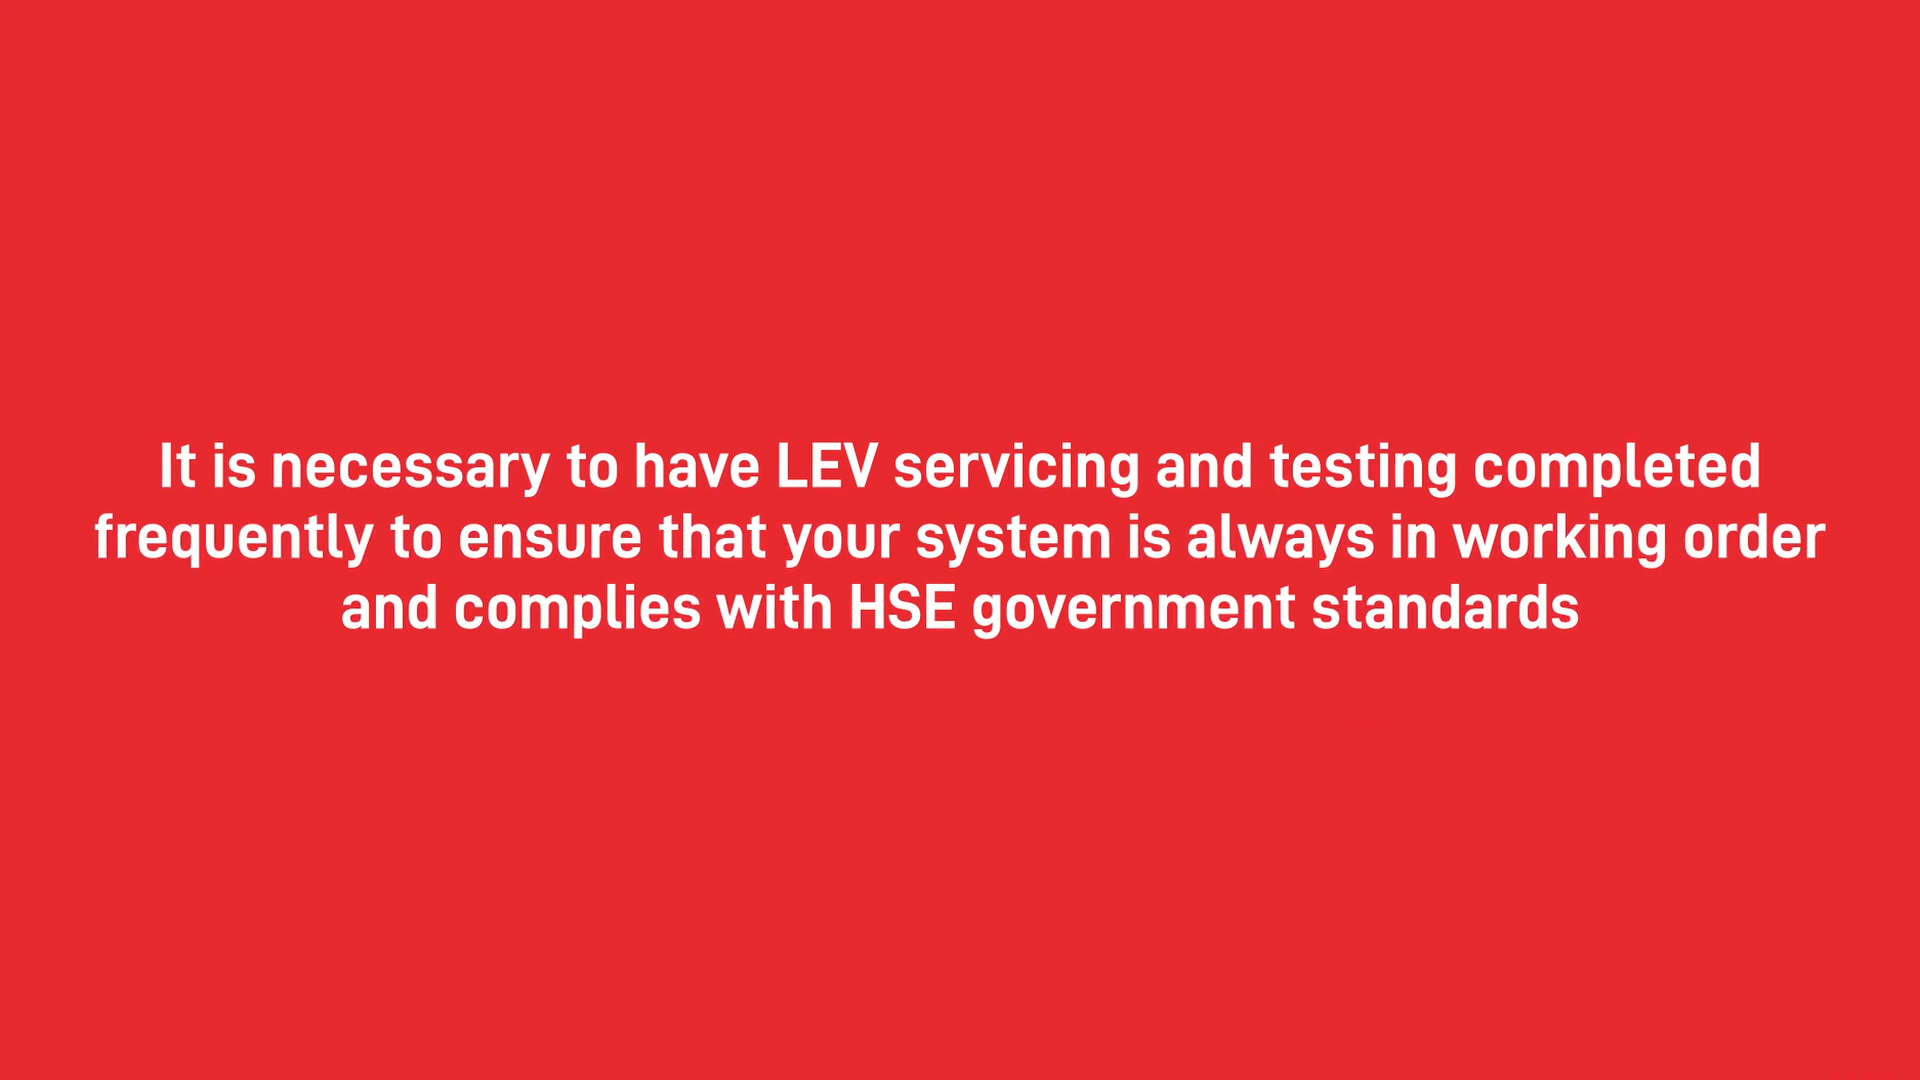 It is necessary to have LEV servicing and testing completed
frequently to ensure that your system is always in working order
and complies with HSE government standards